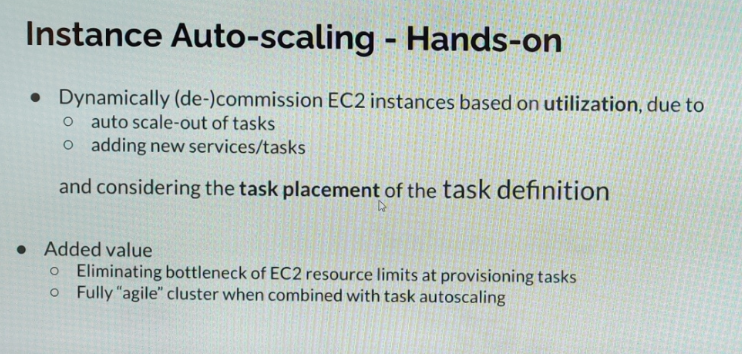 Instance Auto-scaling - Hands-on
● Dynamically (de-)commission EC2 instances based on utilization, due to
○ auto scale-out of tasks
○ adding new services/tasks
and considering the task placement of the task definition
● Added value
○ Eliminating bottleneck of EC2 resource limits at provisioning tasks
○ Fully "agile" cluster when combined with task autoscaling